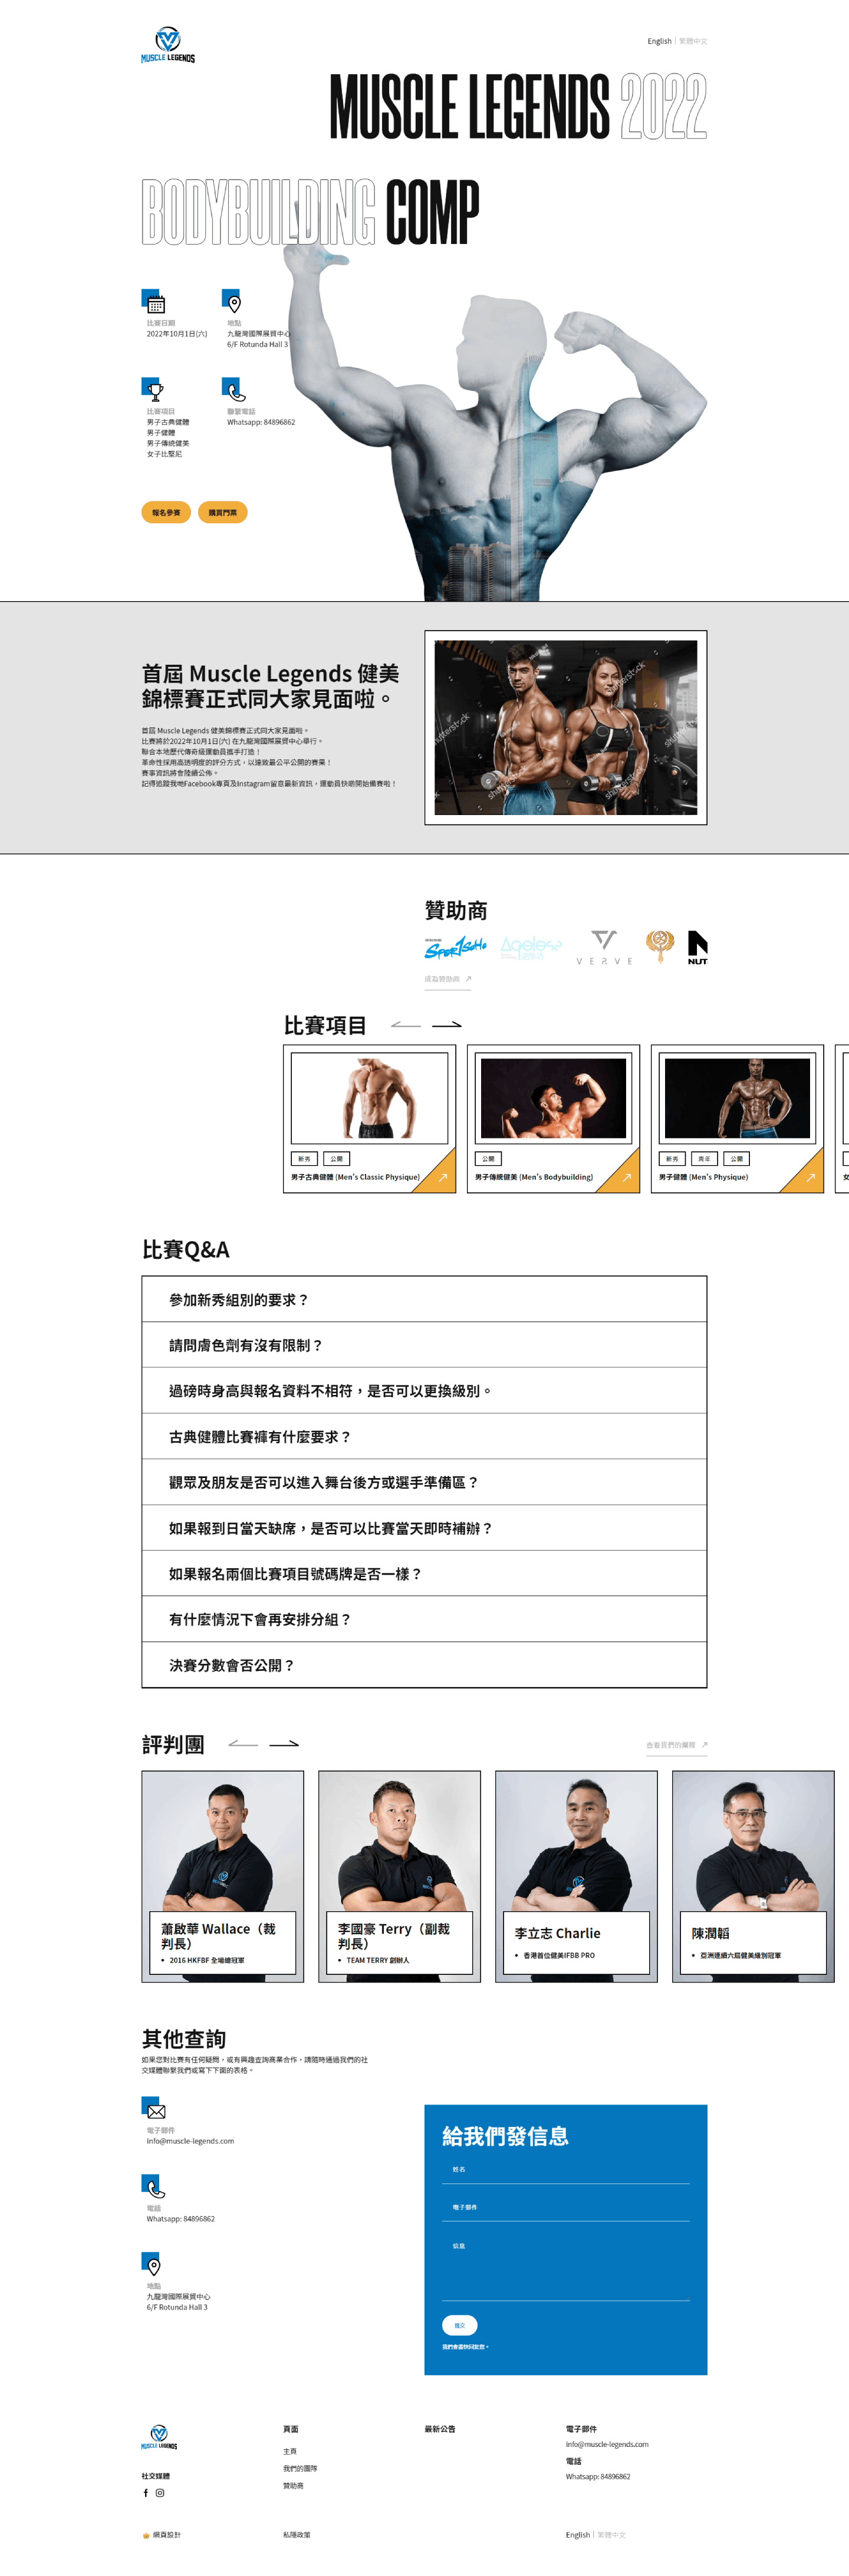 MUSCLE LEGENDS
English | 繁體中文
MUSCLE LEGENDS 2022
BODYBUILDING COMP
比賽日期
2022年10月1日(六)
地點
九龍灣國際展貿中心
6/F Rotunda Hall 3
比賽項目
男子古典健體
男子健體
男子傳統健美
女子比堅尼
聯繫電話
Whatsapp: 84896862
報名參賽
購買門票
首屆 Muscle Legends 健美
錦標賽正式同大家見面啦。
首屆 Muscle Legends 健美錦標賽正式同大家見面啦。
比賽將於2022年10月1日(六) 在九龍灣國際展貿中心舉行。
聯合本地歷代傳奇級運動員攜手打造！
革命性採用高透明度的評分方式，以達致最公平公開的賽果！
賽事資訊將會陸續公佈。
記得追蹤我哋Facebook專頁及Instagram留意最新資訊，運動員快啲開始備賽啦！
shutterstock
shutterstock
shutterstock
贊助商
Ageless
VERVE
NUT
成為贊助商
比賽項目
新秀
公開
男子古典健體 (Men's Classic Physique)
公開
男子傳統健美 (Men's Bodybuilding)
新秀
青年
公開
男子健體 (Men's Physique)
女
比賽Q&A
參加新秀組別的要求？
請問膚色劑有沒有限制？
過磅時身高與報名資料不相符，是否可以更換級別。
古典健體比賽褲有什麼要求？
觀眾及朋友是否可以進入舞台後方或選手準備區？
如果報到日當天缺席，是否可以比賽當天即時補辦？
如果報名兩個比賽項目號碼牌是否一樣？
有什麼情況下會再安排分組？
決賽分數會否公開？
評判團
查看我們的團隊
蕭啟華 Wallace（裁
判長）
• 2016 HKFBF 全場總冠軍
李國豪 Terry（副裁
判長）
• TEAM TERRY 創辦人
李立志 Charlie
• 香港首位健美IFBB PRO
陳潤韜
• 亞洲連續六屆健美級別冠軍
其他查詢
如果您對比賽有任何疑問，或有興趣查詢商業合作，請隨時通過我們的社
交媒體聯繫我們或寫下下面的表格。
電子郵件
info@muscle-legends.com
電話
Whatsapp: 84896862
地點
九龍灣國際展貿中心
6/F Rotunda Hall 3
給我們發信息
姓名
電子郵件
信息
提交
我們會盡快回覆您。
MUSCLE LEGENDS
社交媒體
網頁設計
頁面
主頁
我們的團隊
贊助商
私隱政策
最新公告
電子郵件
info@muscle-legends.com
電話
Whatsapp: 84896862
English | 繁體中文